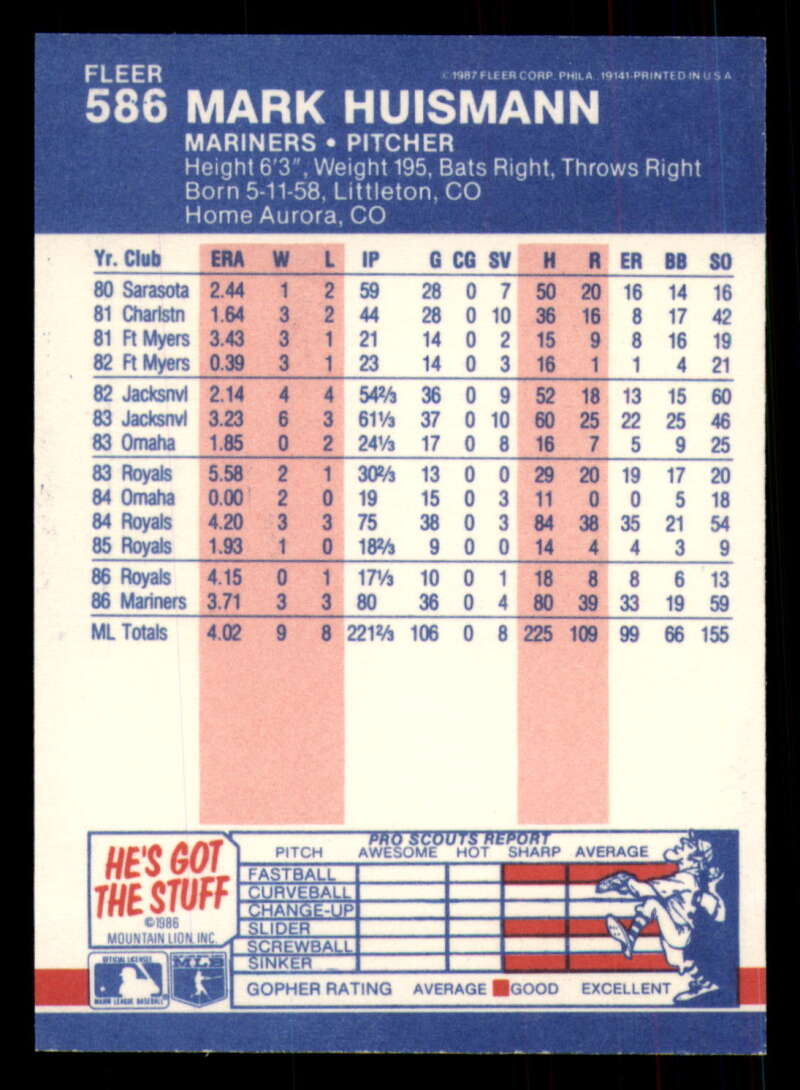 FLEER
©1987 FLEER CORP. PHILA. 19141-PRINTED IN U S A
586 MARK HUISMANN
MARINERS • PITCHER
Height 6'3", Weight 195, Bats Right, Throws Right
Born 5-11-58, Littleton, CO
Home Aurora, CO
Yr. Club ERA W L IP G CG SV H R ER BB SO
80 Sarasota 2.44 1 2 59 28 0 7 50 20 16 14 16
81 Charlstn 1.64 3 2 44 28 0 10 36 16 8 17 42
81 Ft Myers 3.43 3 1 21 14 0 2 15 9 8 16 19
82 Ft Myers 0.39 3 1 23 14 0 3 16 1 1 4 21
82 Jacksnvl 2.14 4 4 54⅔ 36 0 9 52 18 13 15 60
83 Jacksnvl 3.23 6 3 61⅓ 37 0 10 60 25 22 25 46
83 Omaha 1.85 0 2 24⅓ 17 0 8 16 7 5 9 25
83 Royals 5.58 2 1 30⅔ 13 0 0 29 20 19 17 20
84 Omaha 0.00 2 0 19 15 0 3 11 0 0 5 18
84 Royals 4.20 3 3 75 38 0 3 84 38 35 21 54
85 Royals 1.93 1 0 18⅔ 9 0 0 14 4 4 3 9
86 Royals 4.15 0 1 17⅓ 10 0 1 18 8 8 6 13
86 Mariners 3.71 3 3 80 36 0 4 80 39 33 19 59
ML Totals 4.02 9 8 221⅔ 106 0 8 225 109 99 66 155
HE'S GOT
THE STUFF
©1986
MOUNTAIN LION, INC.
OFFICIAL LICENSEE
MAJOR LEAGUE BASEBALL
MLB
PRO SCOUTS REPORT
PITCH AWESOME HOT SHARP AVERAGE
FASTBALL
CURVEBALL
CHANGE-UP
SLIDER
SCREWBALL
SINKER
GOPHER RATING AVERAGE GOOD EXCELLENT